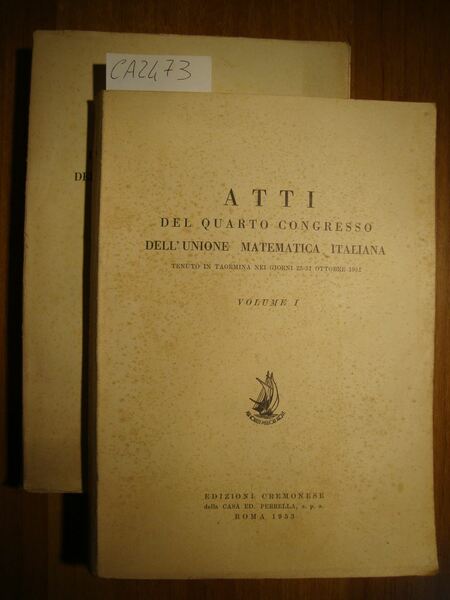 CA2473
DE
ATTI
DEL QUARTO CONGRESSO
DELL'UNIONE MATEMATICA ITALIANA
TENUTO IN TAORMINA NEI GIORNI 25-31 OTTOBRE 1951
VOLUME I
EDIZIONI CREMONESE
della CASA ED. PERRELLA, s. p. a.
ROMA 1953